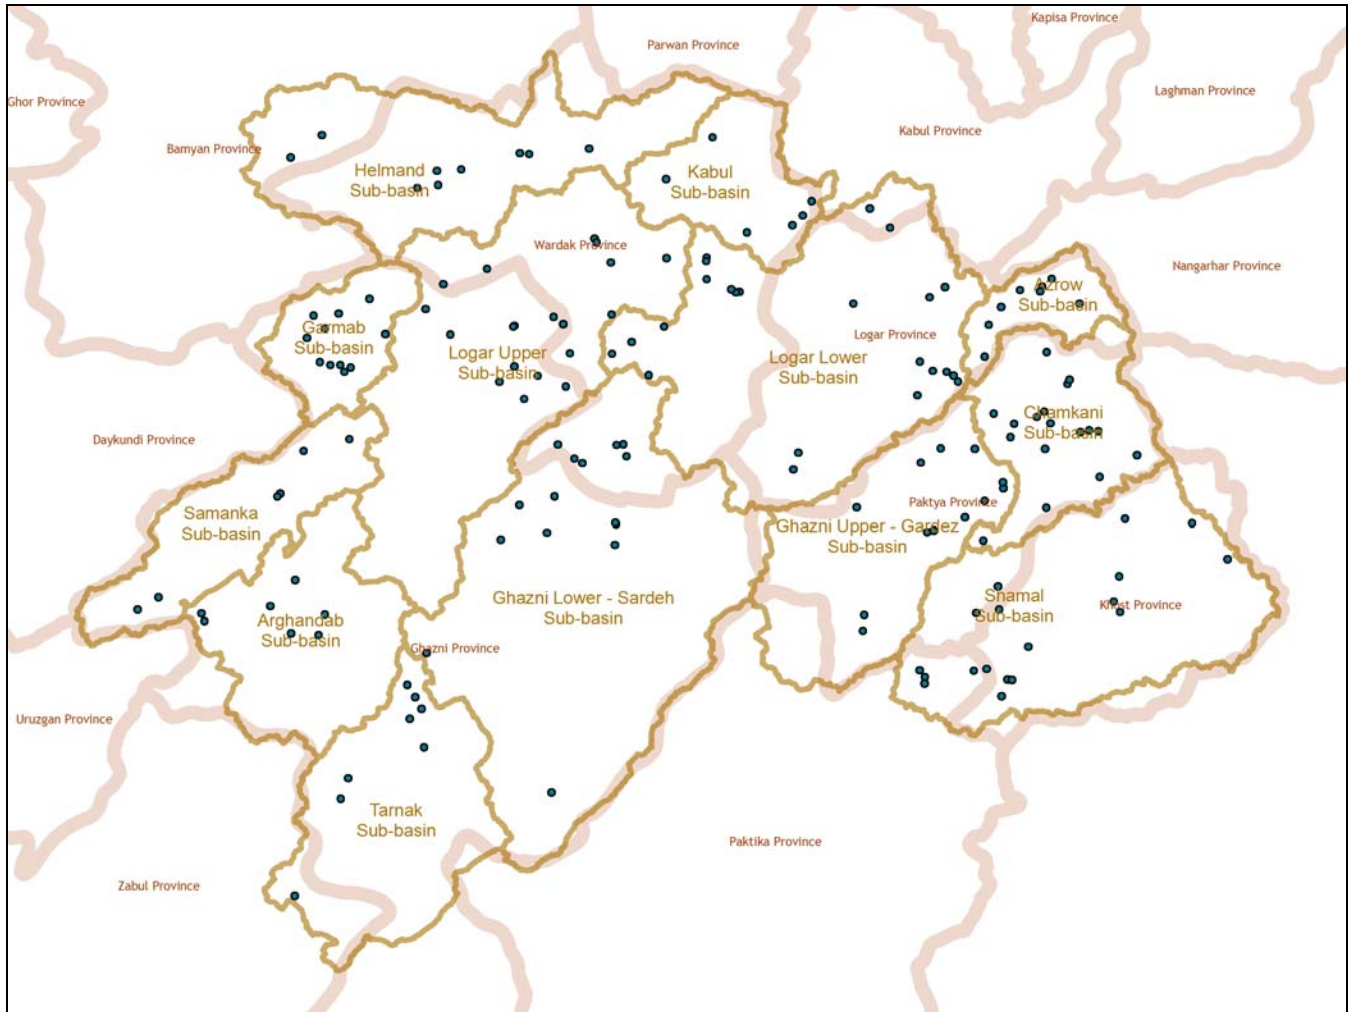 Kapisa Province
Parwan Province
Laghman Province
Ghor Province
Kabul Province
Bamyan Province
Helmand
Sub-basin
Kabul
Sub-basin
Wardak Province
Nangarhar Province
Azrow
Sub-basin
Garmab
Sub-basin
Logar Province
Logar Upper
Sub-basin
Logar Lower
Sub-basin
Chamkani
Sub-basin
Daykundi Province
Paktya Province
Samanka
Sub-basin
Ghazni Upper - Gardez
Sub-basin
Ghazni Lower - Sardeh
Sub-basin
Shamal
Sub-basin
Khost Province
Arghandab
Sub-basin
Ghazni Province
Uruzgan Province
Tarnak
Sub-basin
Paktika Province
Zabul Province